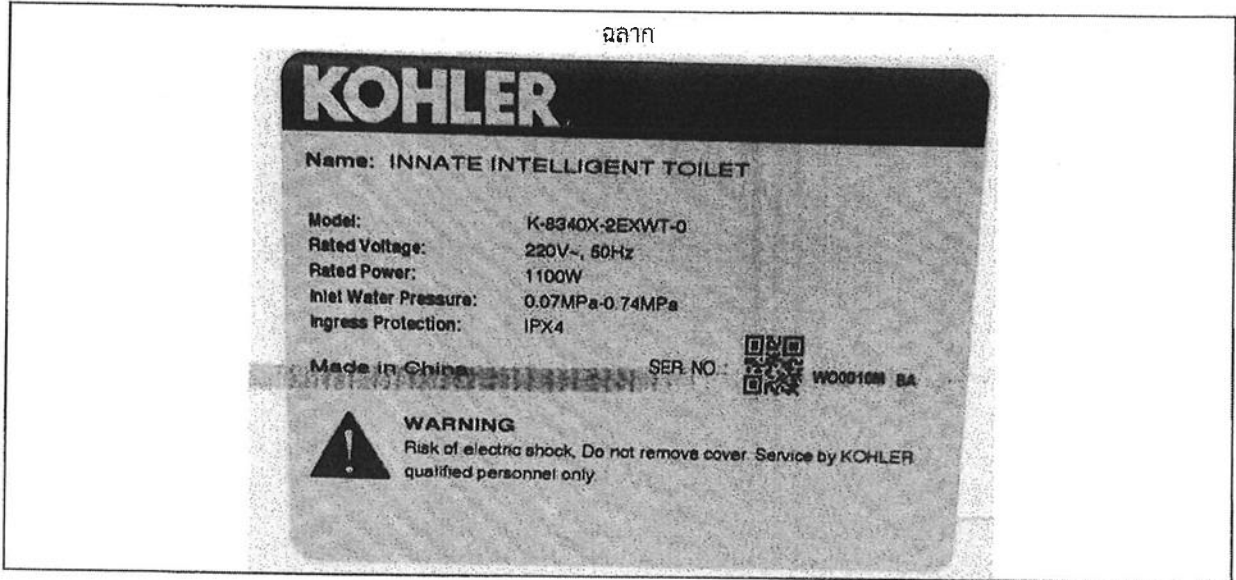 ฉลาก
KOHLER
Name: INNATE INTELLIGENT TOILET
Model: K-8340X-2EXWT-0
Rated Voltage: 220V~, 50Hz
Rated Power: 1100W
Inlet Water Pressure: 0.07MPa-0.74MPa
Ingress Protection: IPX4
Made in China SER. NO.: WO0010M BA
WARNING
Risk of electric shock, Do not remove cover. Service by KOHLER
qualified personnel only